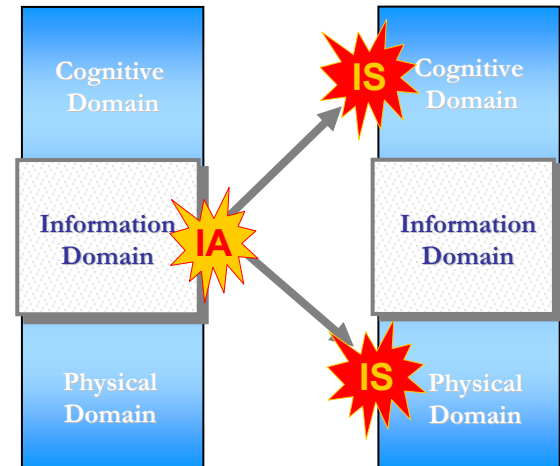 Cognitive
Domain
Information
Domain
Physical
Domain
IA
IS
Cognitive
Domain
Information
Domain
IS
Physical
Domain